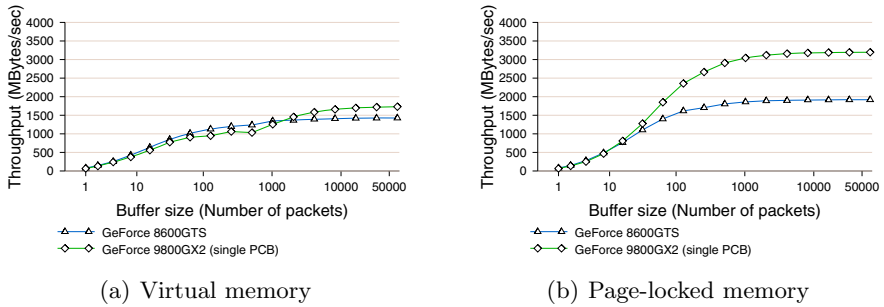 Throughput (MBytes/sec)
4000
3500
3000
2500
2000
1500
1000
500
0
1 10 100 1000 10000 50000
Buffer size (Number of packets)
GeForce 8600GTS
GeForce 9800GX2 (single PCB)
(a) Virtual memory
Throughput (MBytes/sec)
4000
3500
3000
2500
2000
1500
1000
500
0
1 10 100 1000 10000 50000
Buffer size (Number of packets)
GeForce 8600GTS
GeForce 9800GX2 (single PCB)
(b) Page-locked memory